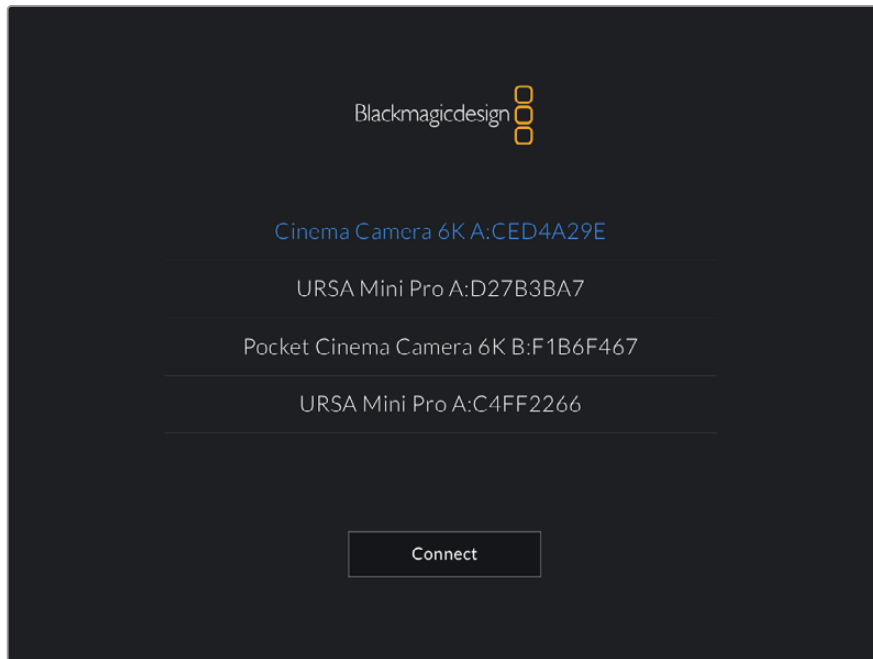 Blackmagicdesign
Cinema Camera 6K A:CED4A29E
URSA Mini Pro A:D27B3BA7
Pocket Cinema Camera 6K B:F1B6F467
URSA Mini Pro A:C4FF2266
Connect